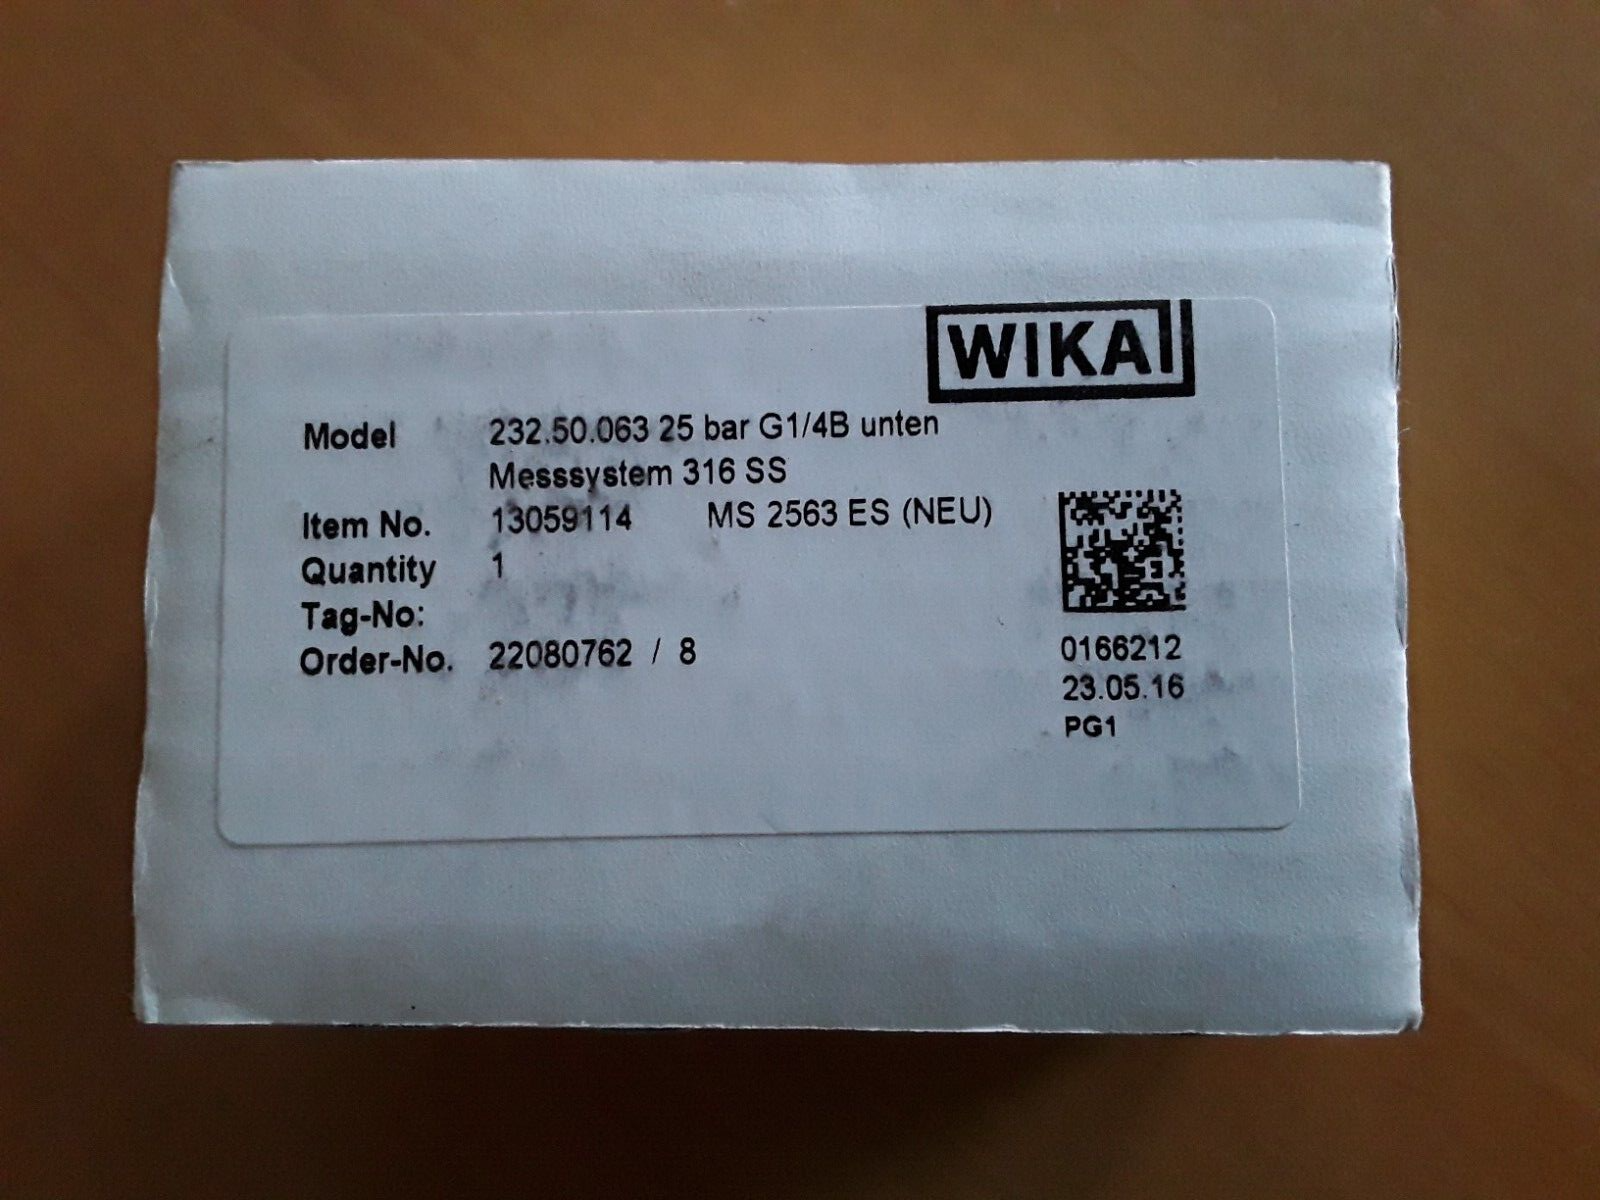 WIKA
Model 232.50.063 25 bar G1/4B unten
Messsystem 316 SS
Item No. 13059114 MS 2563 ES (NEU)
Quantity 1
Tag-No:
Order-No. 22080762 / 8
0166212
23.05.16
PG1